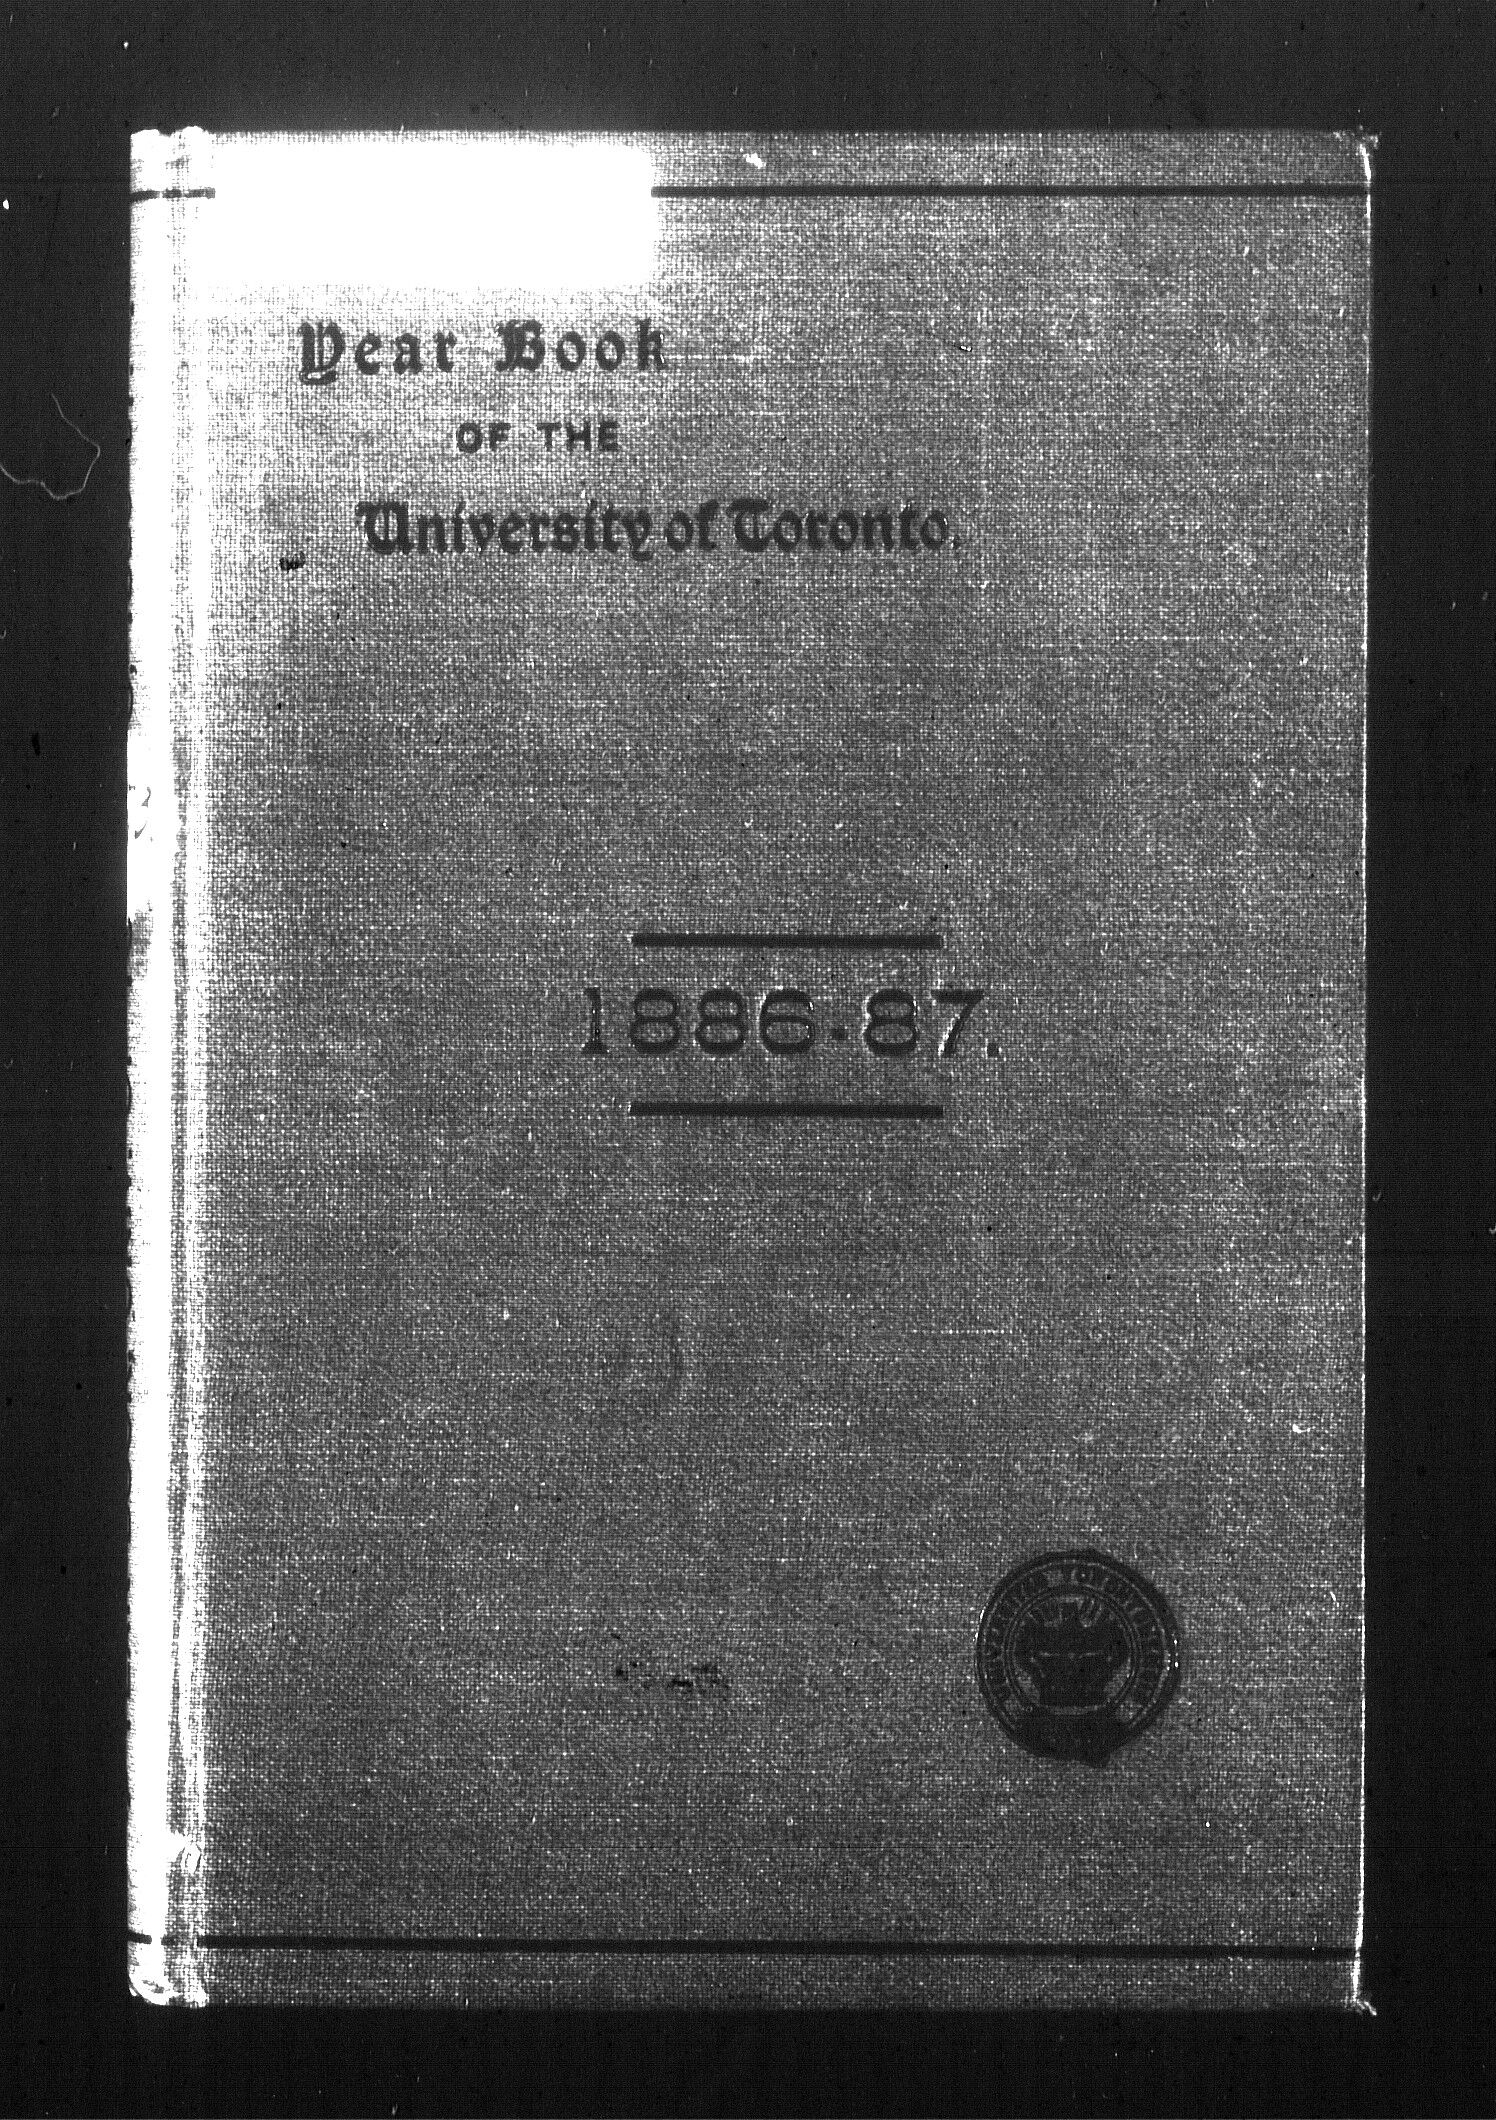 Year Book
OF THE
University of Toronto.
1886-87.